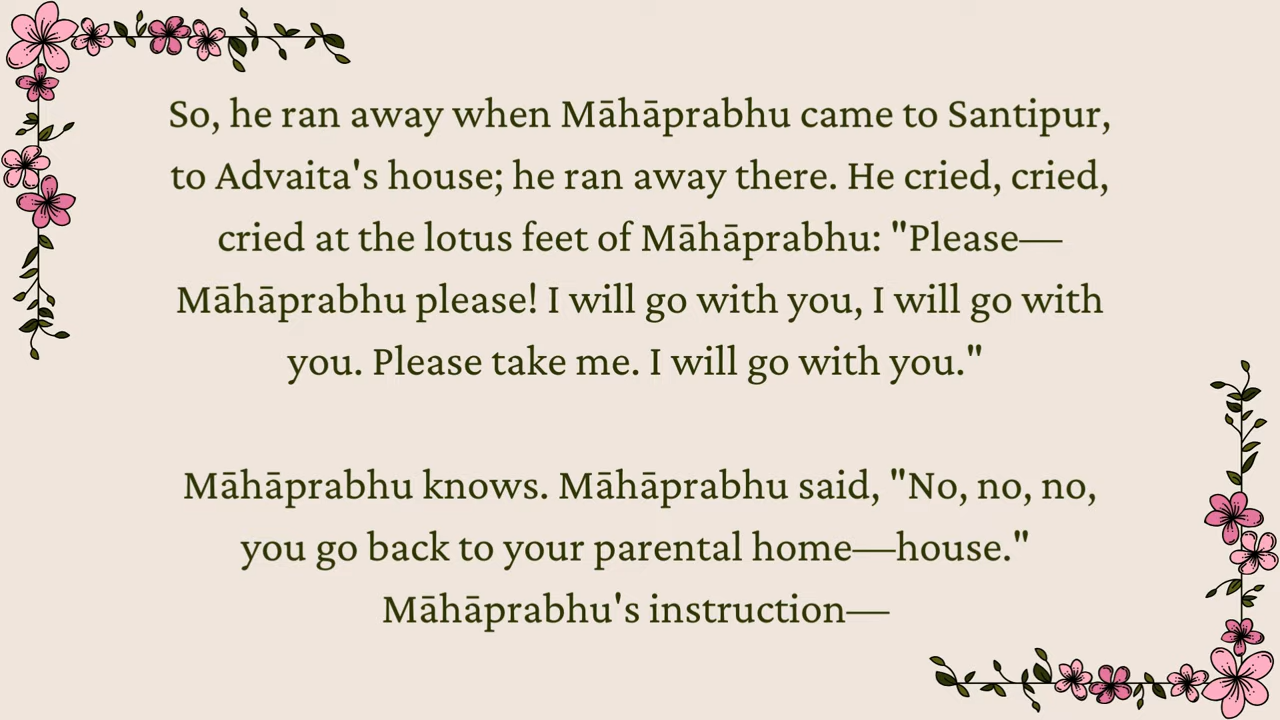 So, he ran away when Māhāprabhu came to Santipur,
to Advaita's house; he ran away there. He cried, cried,
cried at the lotus feet of Māhāprabhu: "Please—
Māhāprabhu please! I will go with you, I will go with
you. Please take me. I will go with you."
Māhāprabhu knows. Māhāprabhu said, "No, no, no,
you go back to your parental home—house."
Māhāprabhu's instruction—